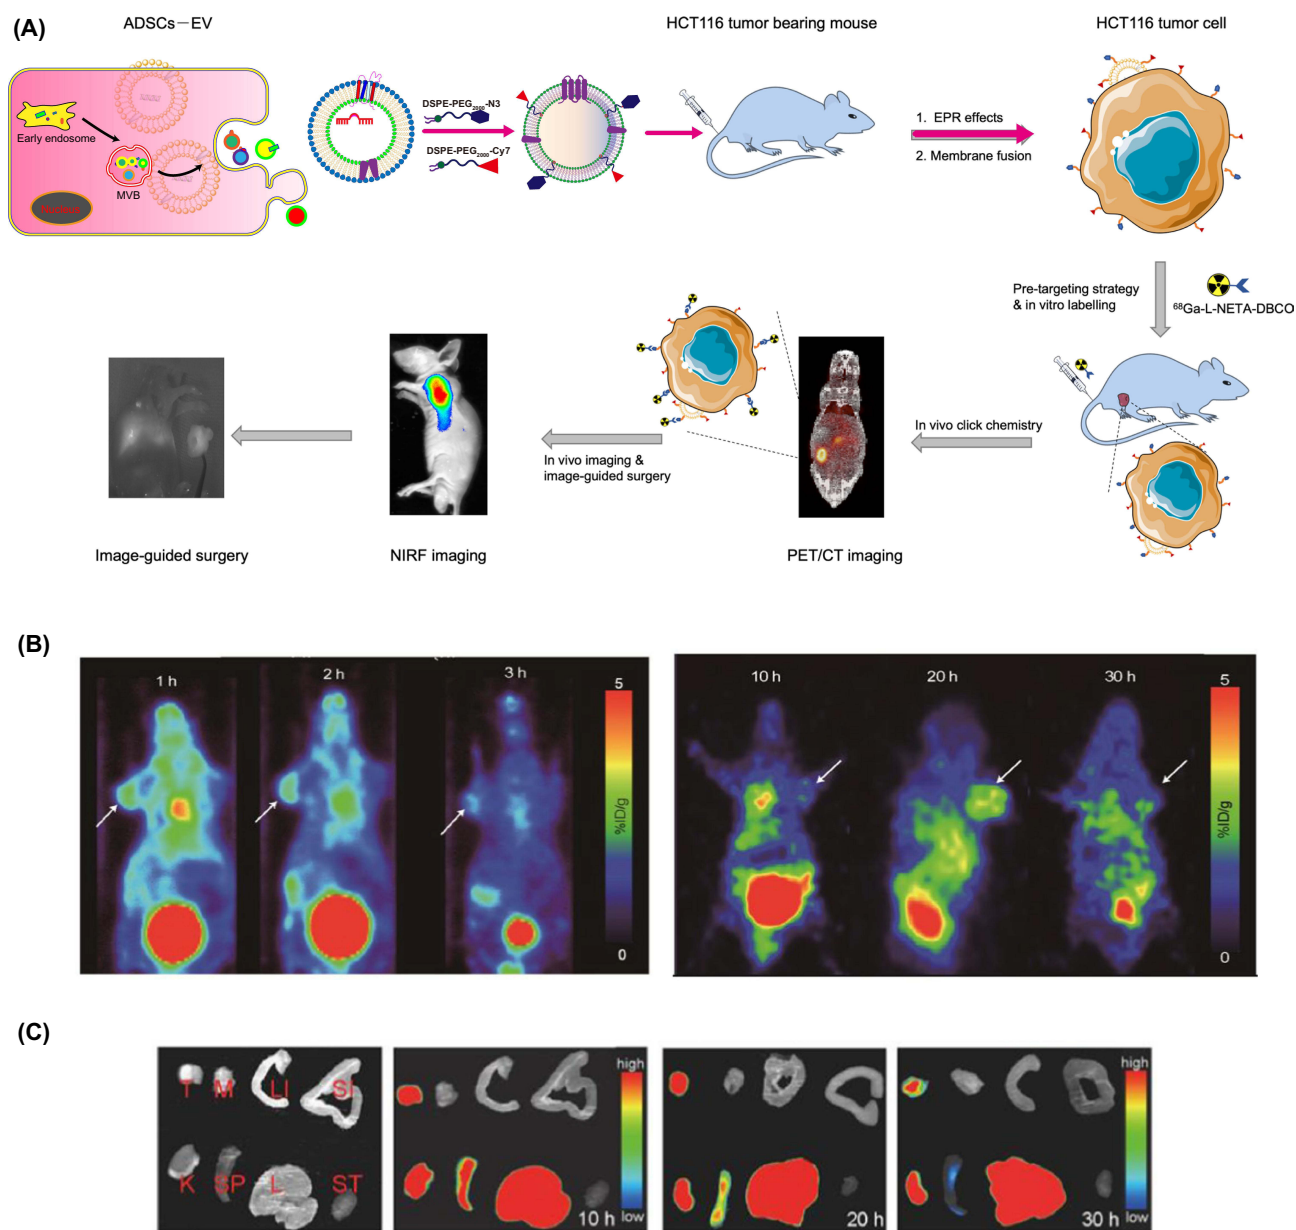 (A)
ADSCs—EV
HCT116 tumor bearing mouse
HCT116 tumor cell
Early endosome
MVB
Nucleus
DSPE-PEG2000-N3
DSPE-PEG2000-Cy7
1. EPR effects
2. Membrane fusion
Pre-targeting strategy
& in vitro labelling
68Ga-L-NETA-DBCO
In vivo click chemistry
In vivo imaging &
image-guided surgery
Image-guided surgery
NIRF imaging
PET/CT imaging
(B)
1 h
2 h
3 h
5
%ID/g
0
10 h
20 h
30 h
5
%ID/g
0
(C)
T M LI SI
K SP L ST
high
low
10 h
20 h
high
low
30 h